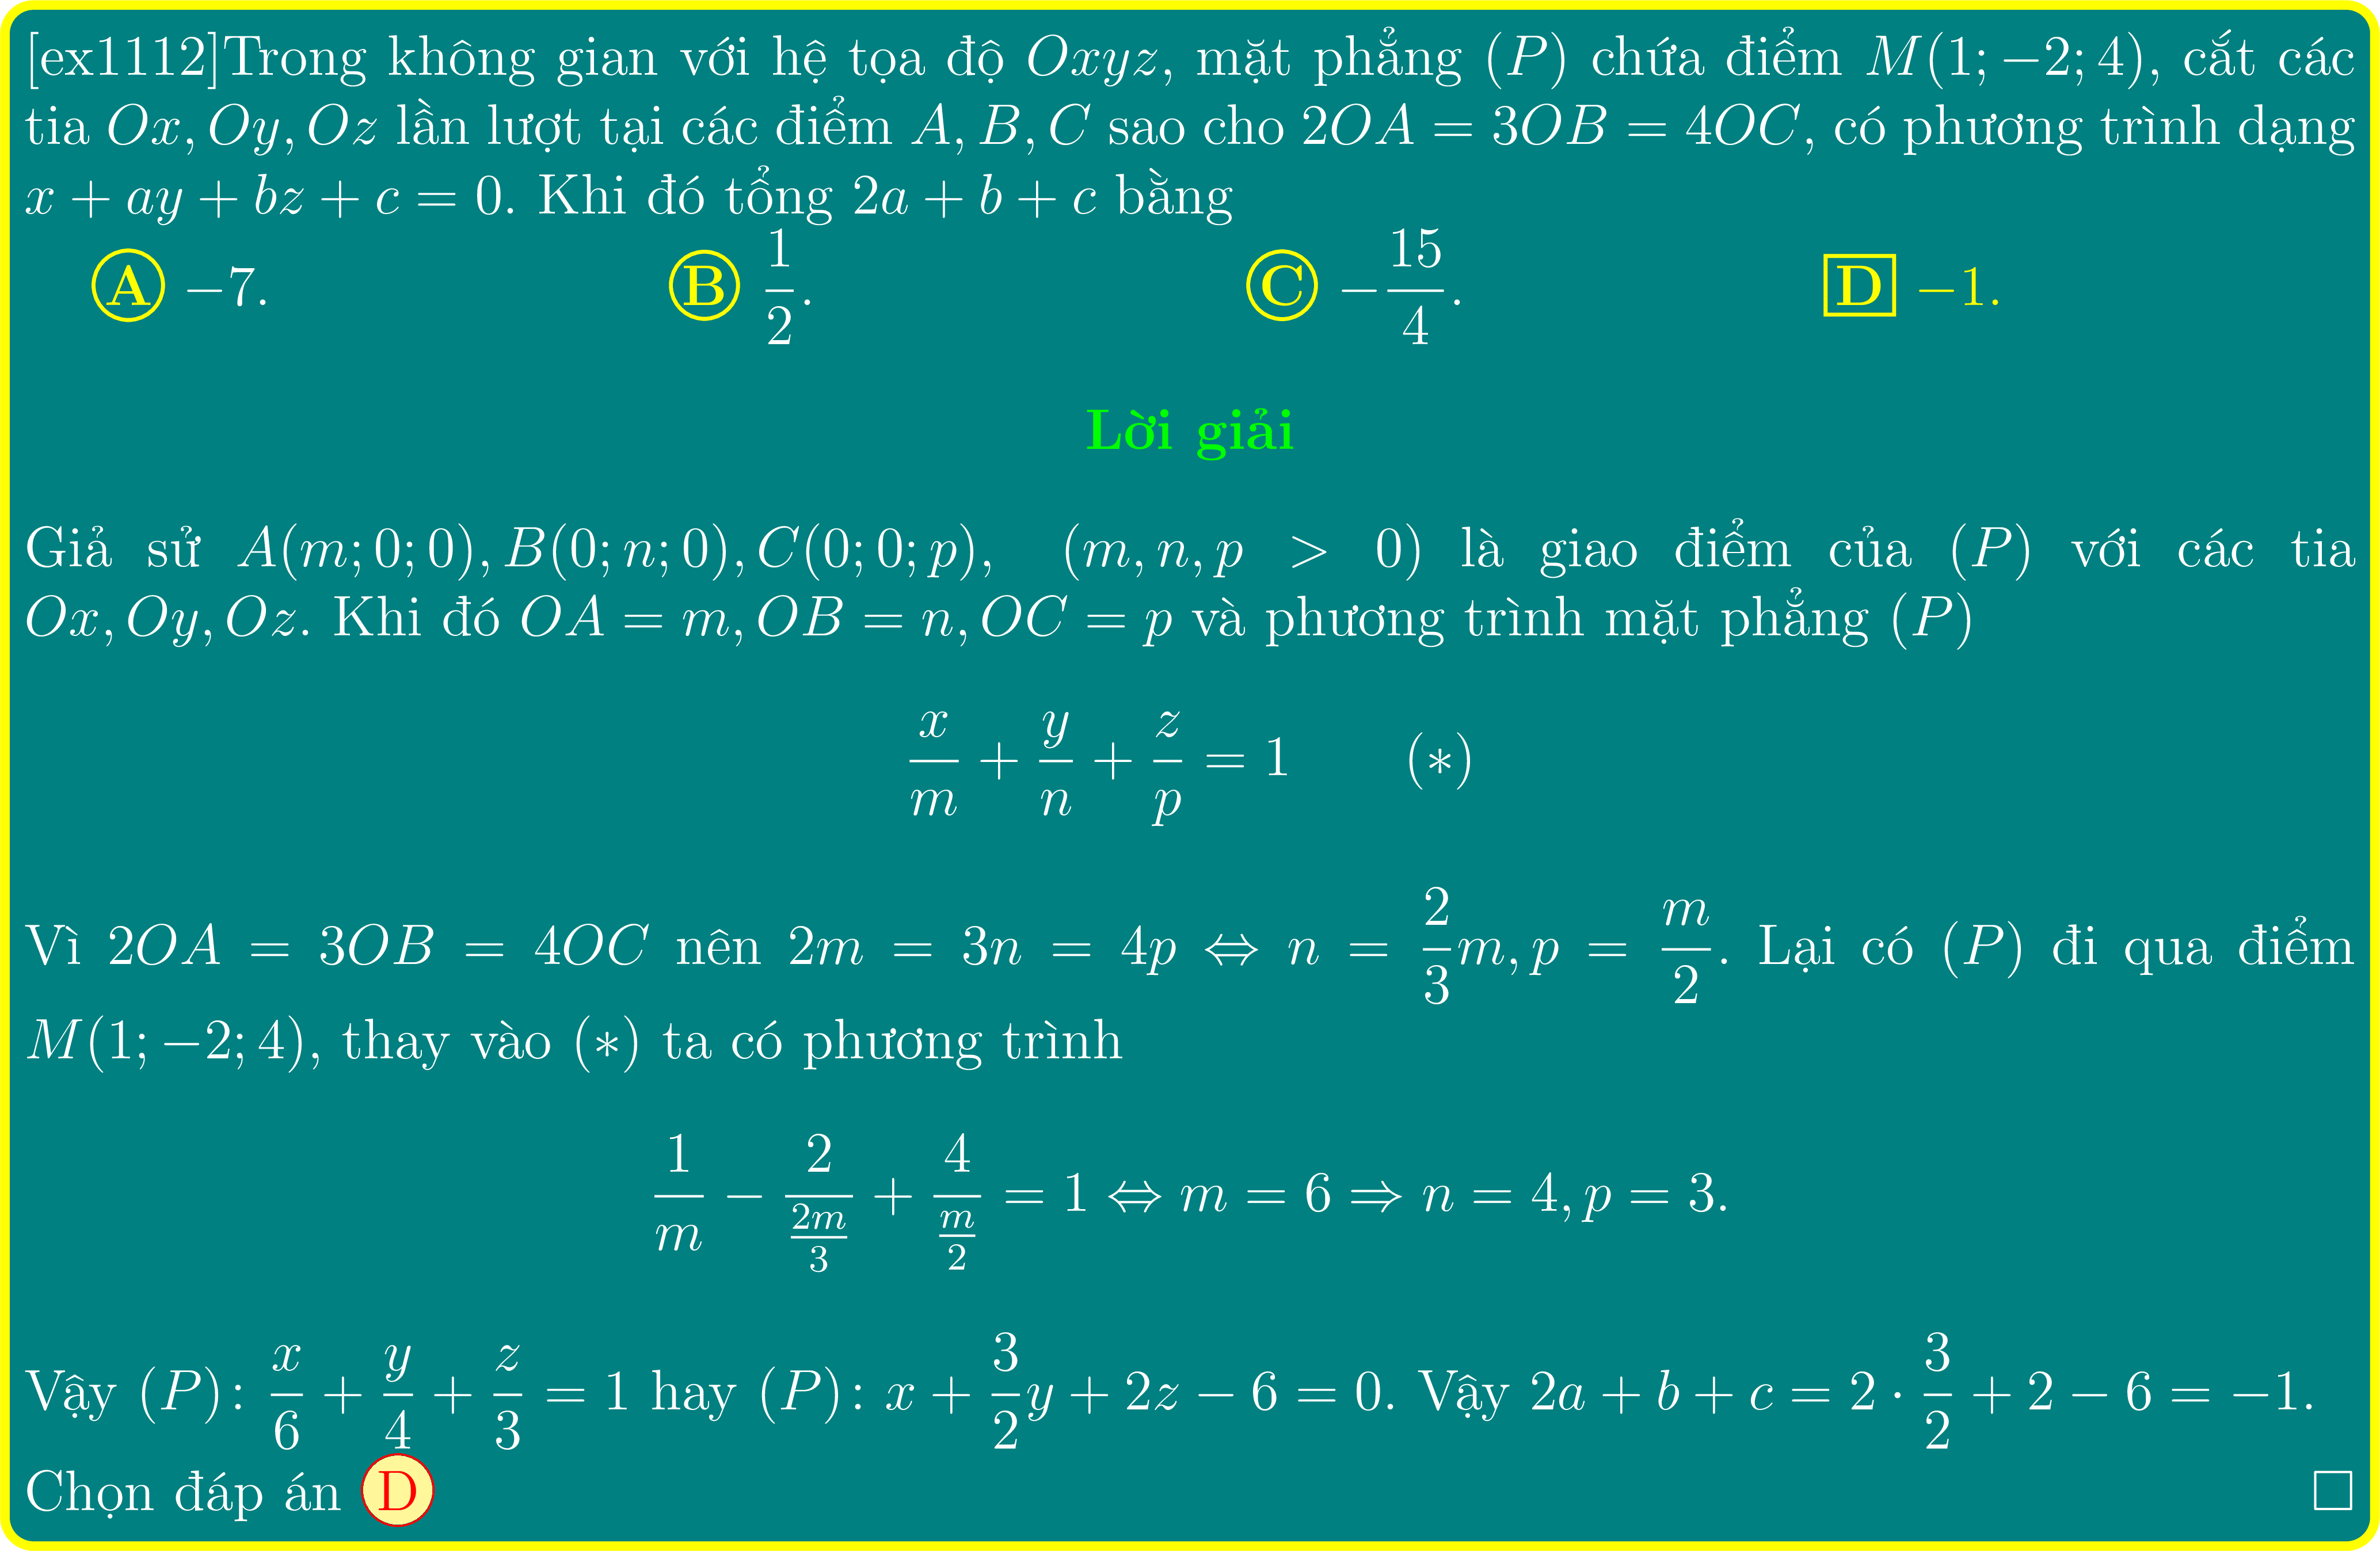 [ex1112]Trong không gian với hệ tọa độ Oxyz, mặt phẳng (P) chứa điểm M(1; −2; 4), cắt các
tia Ox, Oy, Oz lần lượt tại các điểm A, B, C sao cho 2OA = 3OB = 4OC, có phương trình dạng
x + ay + bz + c = 0. Khi đó tổng 2a + b + c bằng
A −7. B \frac{1}{2}. C −\frac{15}{4}. D −1.
Lời giải
Giả sử A(m; 0; 0), B(0; n; 0), C(0; 0; p), (m, n, p > 0) là giao điểm của (P) với các tia
Ox, Oy, Oz. Khi đó OA = m, OB = n, OC = p và phương trình mặt phẳng (P)
\frac{x}{m} + \frac{y}{n} + \frac{z}{p} = 1 (∗)
Vì 2OA = 3OB = 4OC nên 2m = 3n = 4p ⇔ n = \frac{2}{3}m, p = \frac{m}{2}. Lại có (P) đi qua điểm
M(1; −2; 4), thay vào (∗) ta có phương trình
\frac{1}{m} − \frac{2}{\frac{2m}{3}} + \frac{4}{\frac{m}{2}} = 1 ⇔ m = 6 ⇒ n = 4, p = 3.
Vậy (P): \frac{x}{6} + \frac{y}{4} + \frac{z}{3} = 1 hay (P): x + \frac{3}{2}y + 2z − 6 = 0. Vậy 2a + b + c = 2 · \frac{3}{2} + 2 − 6 = −1.
Chọn đáp án D □